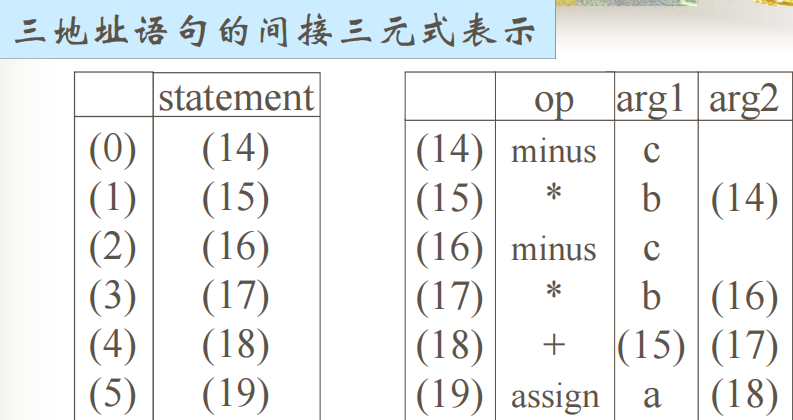 三地址语句的间接三元式表示
statement op arg1 arg2
(0) (14) (14) minus c
(1) (15) (15) * b (14)
(2) (16) (16) minus c
(3) (17) (17) * b (16)
(4) (18) (18) + (15) (17)
(5) (19) (19) assign a (18)